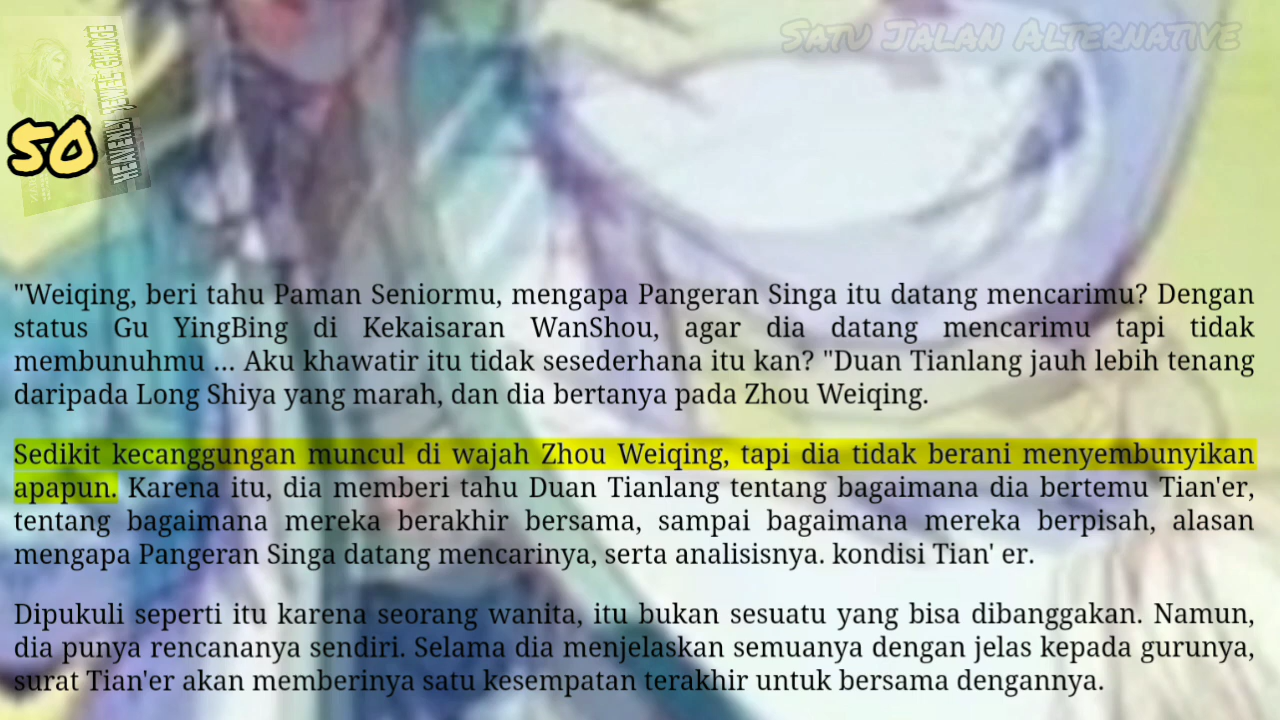 Satu Jalan Alternative
HEAVENLY JEWEL CHANGE
50
"Weiqing, beri tahu Paman Seniormu, mengapa Pangeran Singa itu datang mencarimu? Dengan
status Gu YingBing di Kekaisaran WanShou, agar dia datang mencarimu tapi tidak
membunuhmu ... Aku khawatir itu tidak sesederhana itu kan? "Duan Tianlang jauh lebih tenang
daripada Long Shiya yang marah, dan dia bertanya pada Zhou Weiqing.
Sedikit kecanggungan muncul di wajah Zhou Weiqing, tapi dia tidak berani menyembunyikan
apapun. Karena itu, dia memberi tahu Duan Tianlang tentang bagaimana dia bertemu Tian'er,
tentang bagaimana mereka berakhir bersama, sampai bagaimana mereka berpisah, alasan
mengapa Pangeran Singa datang mencarinya, serta analisisnya. kondisi Tian' er.
Dipukuli seperti itu karena seorang wanita, itu bukan sesuatu yang bisa dibanggakan. Namun,
dia punya rencananya sendiri. Selama dia menjelaskan semuanya dengan jelas kepada gurunya,
surat Tian'er akan memberinya satu kesempatan terakhir untuk bersama dengannya.